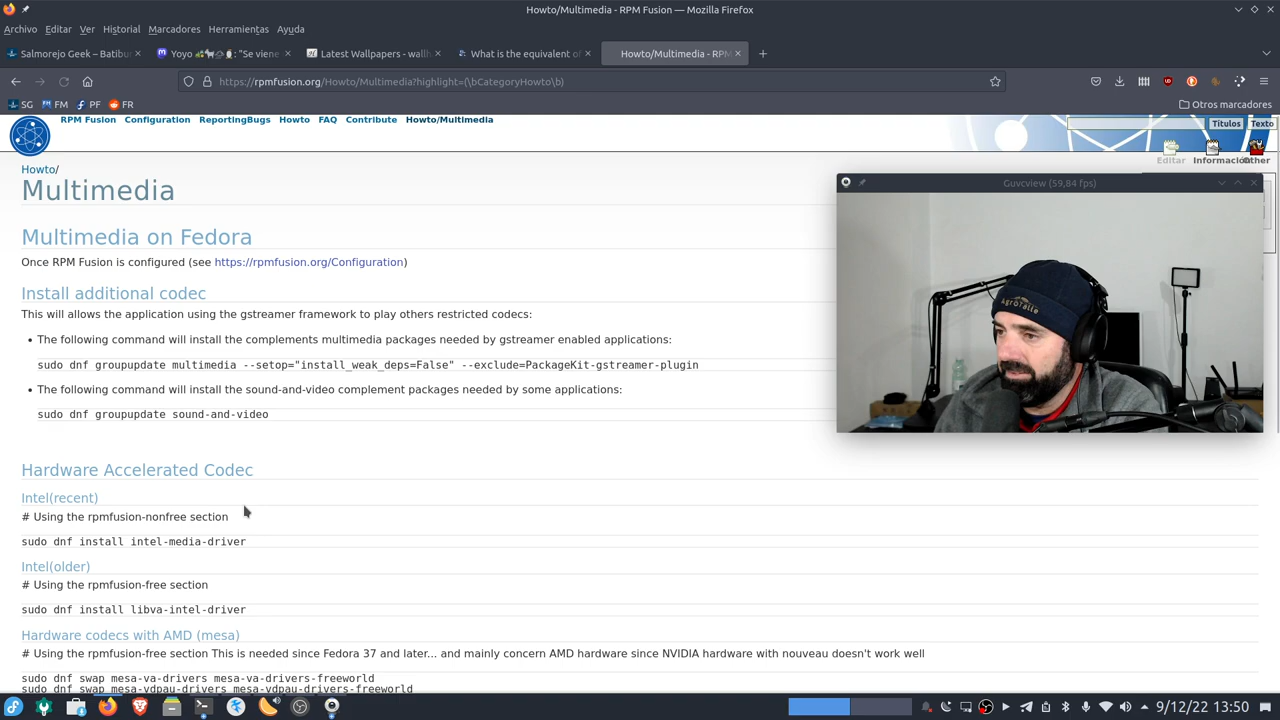 Howto/Multimedia - RPM Fusion — Mozilla Firefox
Archivo Editar Ver Historial Marcadores Herramientas Ayuda
Salmorejo Geek – Batibur
Yoyo
: "Se viene
Latest Wallpapers - wallh
What is the equivalent of
Howto/Multimedia - RPM
https://rpmfusion.org/Howto/Multimedia?highlight=(\bCategoryHowto\b)
SG FM PF FR
Otros marcadores
RPM Fusion Configuration ReportingBugs Howto FAQ Contribute Howto/Multimedia
Títulos Texto
Editar
Howto/
Multimedia
Guvcview (59,84 fps)
AgroTaite
Multimedia on Fedora
Once RPM Fusion is configured (see https://rpmfusion.org/Configuration)
Install additional codec
This will allows the application using the gstreamer framework to play others restricted codecs:
• The following command will install the complements multimedia packages needed by gstreamer enabled applications:
sudo dnf groupupdate multimedia --setop="install_weak_deps=False" --exclude=PackageKit-gstreamer-plugin
• The following command will install the sound-and-video complement packages needed by some applications:
sudo dnf groupupdate sound-and-video
Hardware Accelerated Codec
Intel(recent)
# Using the rpmfusion-nonfree section
sudo dnf install intel-media-driver
Intel(older)
# Using the rpmfusion-free section
sudo dnf install libva-intel-driver
Hardware codecs with AMD (mesa)
# Using the rpmfusion-free section This is needed since Fedora 37 and later... and mainly concern AMD hardware since NVIDIA hardware with nouveau doesn't work well
sudo dnf swap mesa-va-drivers mesa-va-drivers-freeworld
sudo dnf swap mesa-vdpau-drivers mesa-vdpau-drivers-freeworld
9/12/22 13:50